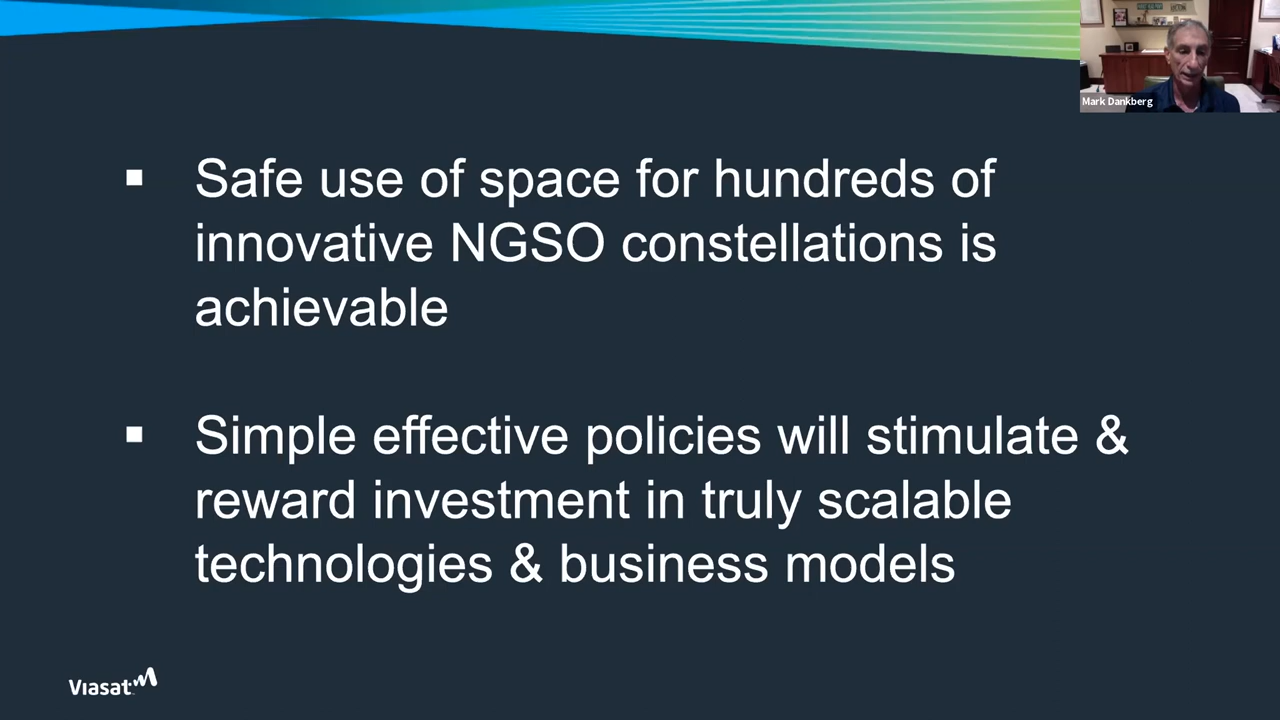 Mark Dankberg
▪ Safe use of space for hundreds of
innovative NGSO constellations is
achievable
▪ Simple effective policies will stimulate &
reward investment in truly scalable
technologies & business models
Viasat